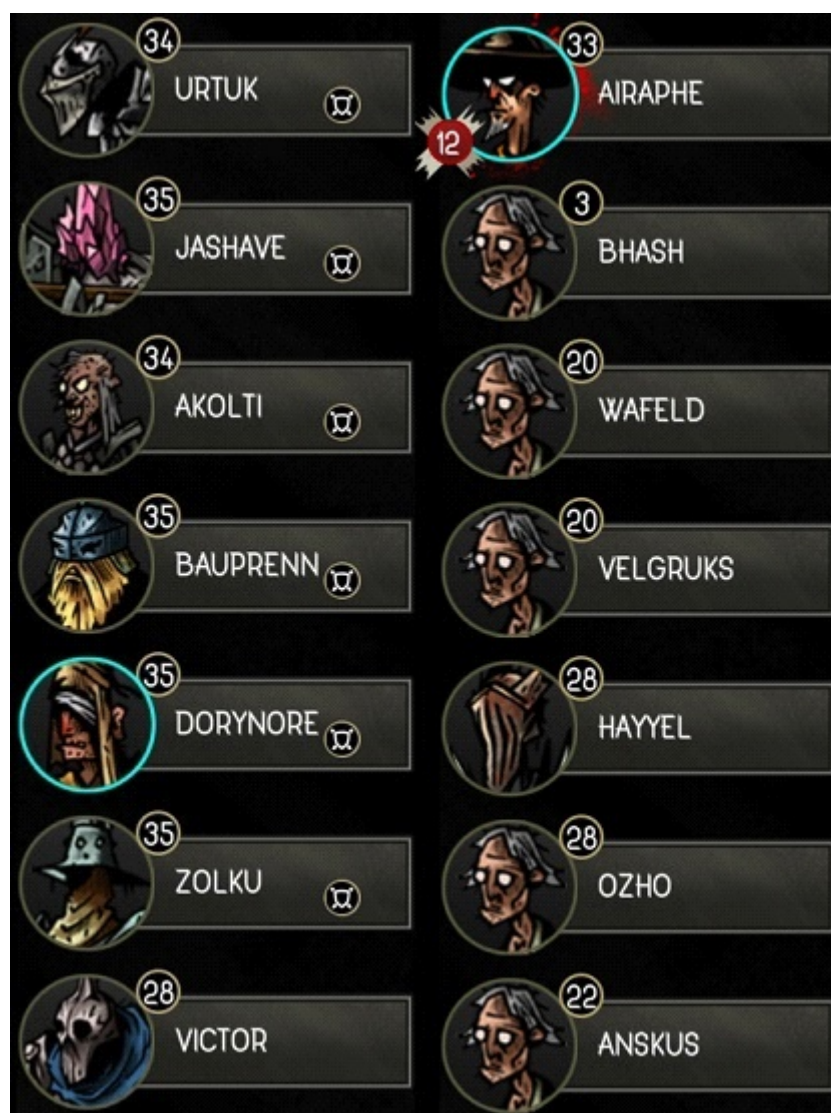 34
URTUK
35
JASHAVE
34
AKOLTI
35
BAUPRENN
35
DORYNORE
35
ZOLKU
28
VICTOR
33
AIRAPHE
12
3
BHASH
20
WAFELD
20
VELGRUKS
28
HAYYEL
28
OZHO
22
ANSKUS